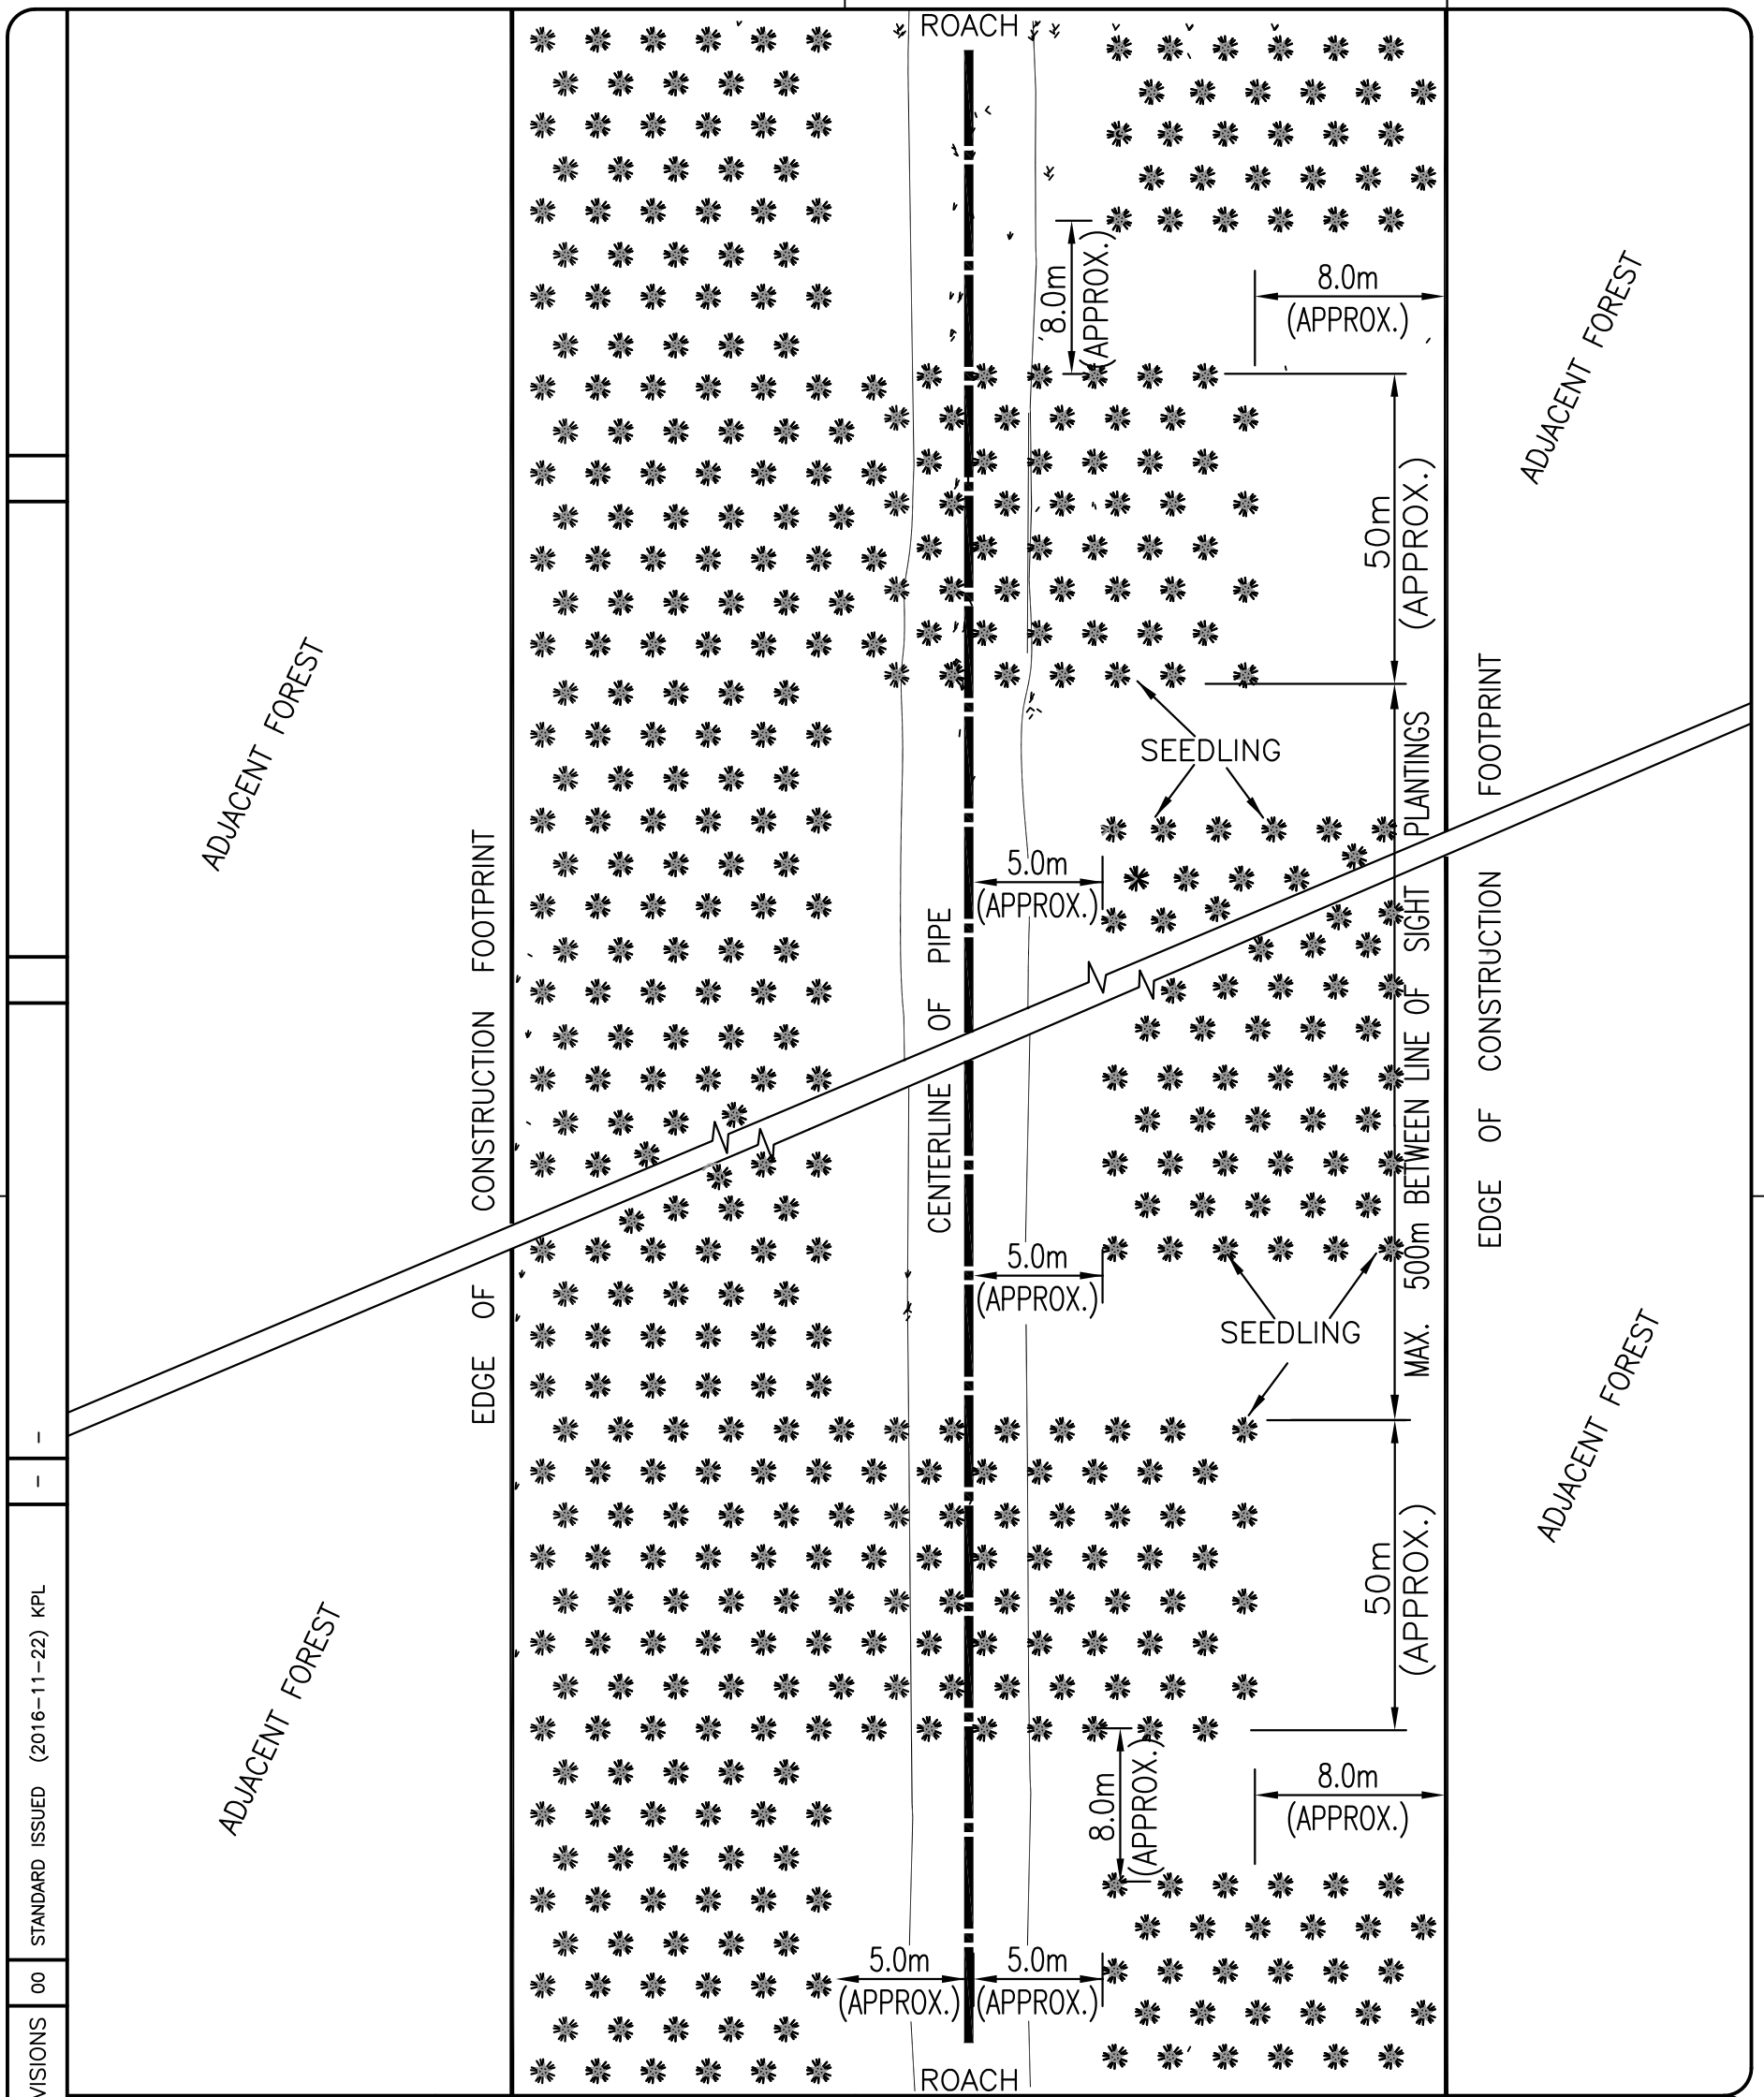 ROACH
8.0m
(APPROX.)
8.0m
(APPROX.)
ADJACENT FOREST
50m
(APPROX.)
ADJACENT FOREST
SEEDLING
EDGE OF CONSTRUCTION FOOTPRINT
MAX. 500m BETWEEN LINE OF SIGHT PLANTINGS
EDGE OF CONSTRUCTION FOOTPRINT
5.0m
(APPROX.)
CENTERLINE OF PIPE
5.0m
(APPROX.)
SEEDLING
ADJACENT FOREST
50m
(APPROX.)
ADJACENT FOREST
8.0m
(APPROX.)
8.0m
(APPROX.)
5.0m
(APPROX.)
5.0m
(APPROX.)
ROACH
–
–
STANDARD ISSUED (2016-11-22) KPL
00
VISIONS